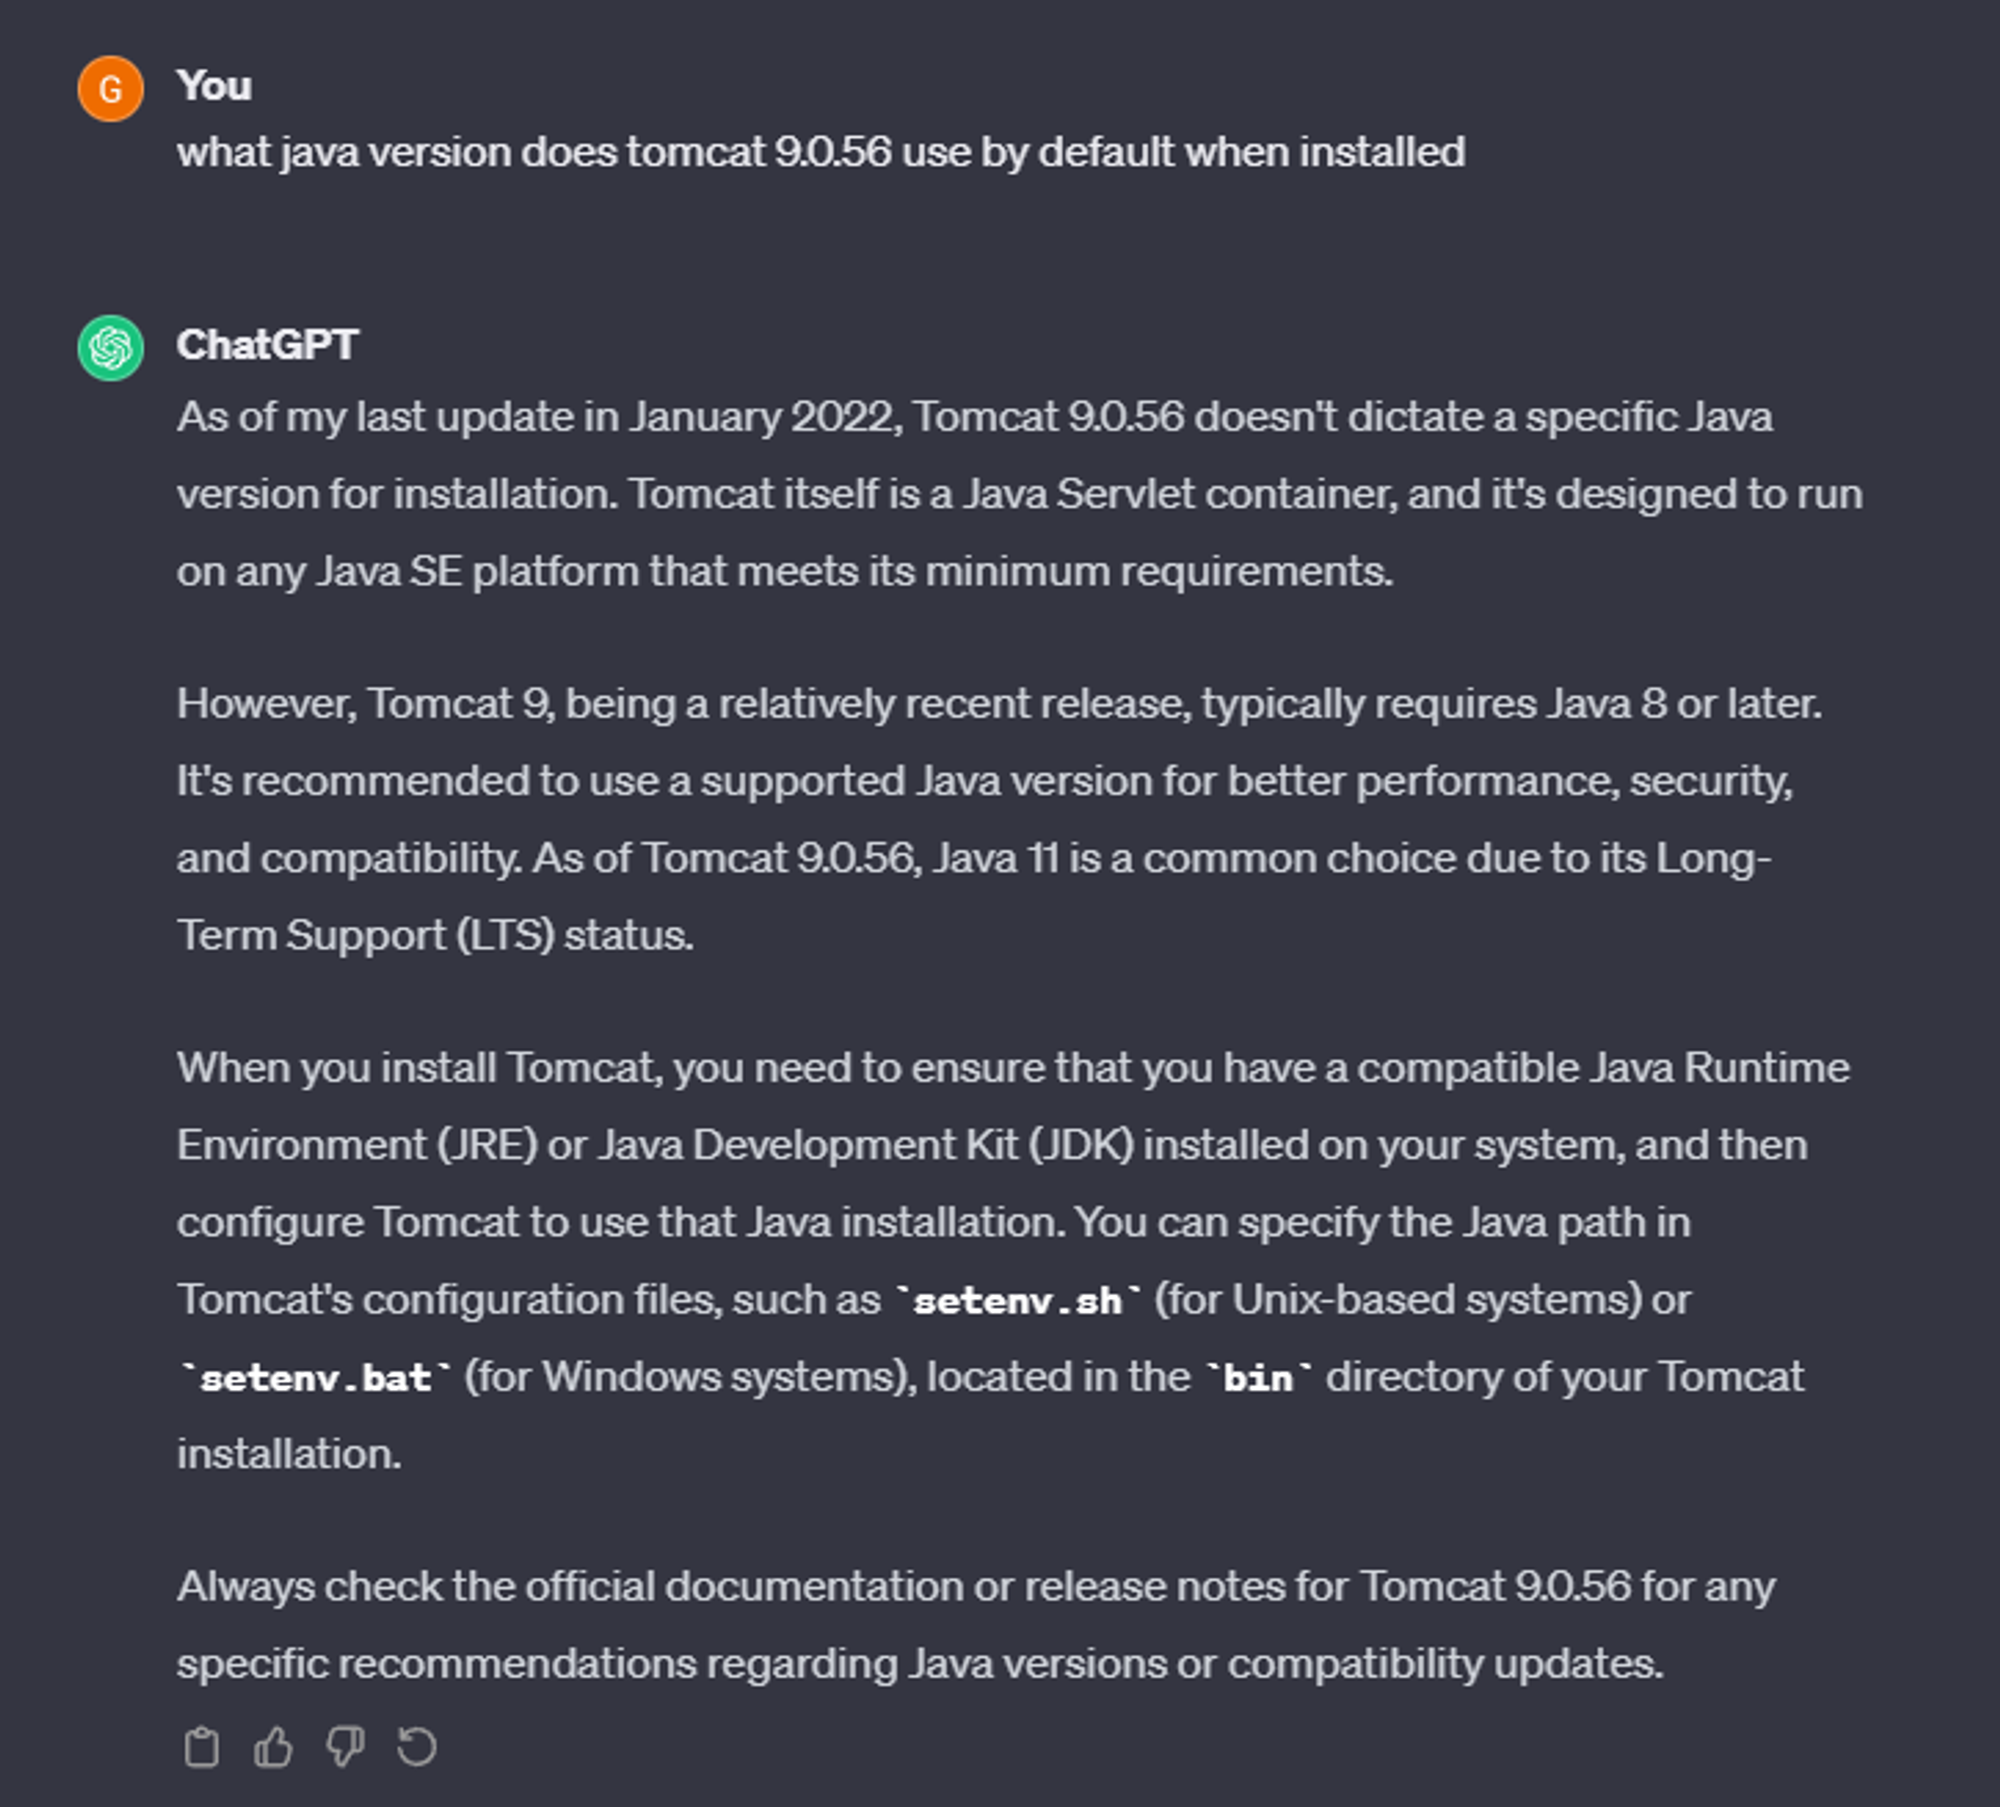 G
You
what java version does tomcat 9.0.56 use by default when installed
ChatGPT
As of my last update in January 2022, Tomcat 9.0.56 doesn't dictate a specific Java
version for installation. Tomcat itself is a Java Servlet container, and it's designed to run
on any Java SE platform that meets its minimum requirements.
However, Tomcat 9, being a relatively recent release, typically requires Java 8 or later.
It's recommended to use a supported Java version for better performance, security,
and compatibility. As of Tomcat 9.0.56, Java 11 is a common choice due to its Long-
Term Support (LTS) status.
When you install Tomcat, you need to ensure that you have a compatible Java Runtime
Environment (JRE) or Java Development Kit (JDK) installed on your system, and then
configure Tomcat to use that Java installation. You can specify the Java path in
Tomcat's configuration files, such as `setenv.sh` (for Unix-based systems) or
`setenv.bat` (for Windows systems), located in the `bin` directory of your Tomcat
installation.
Always check the official documentation or release notes for Tomcat 9.0.56 for any
specific recommendations regarding Java versions or compatibility updates.